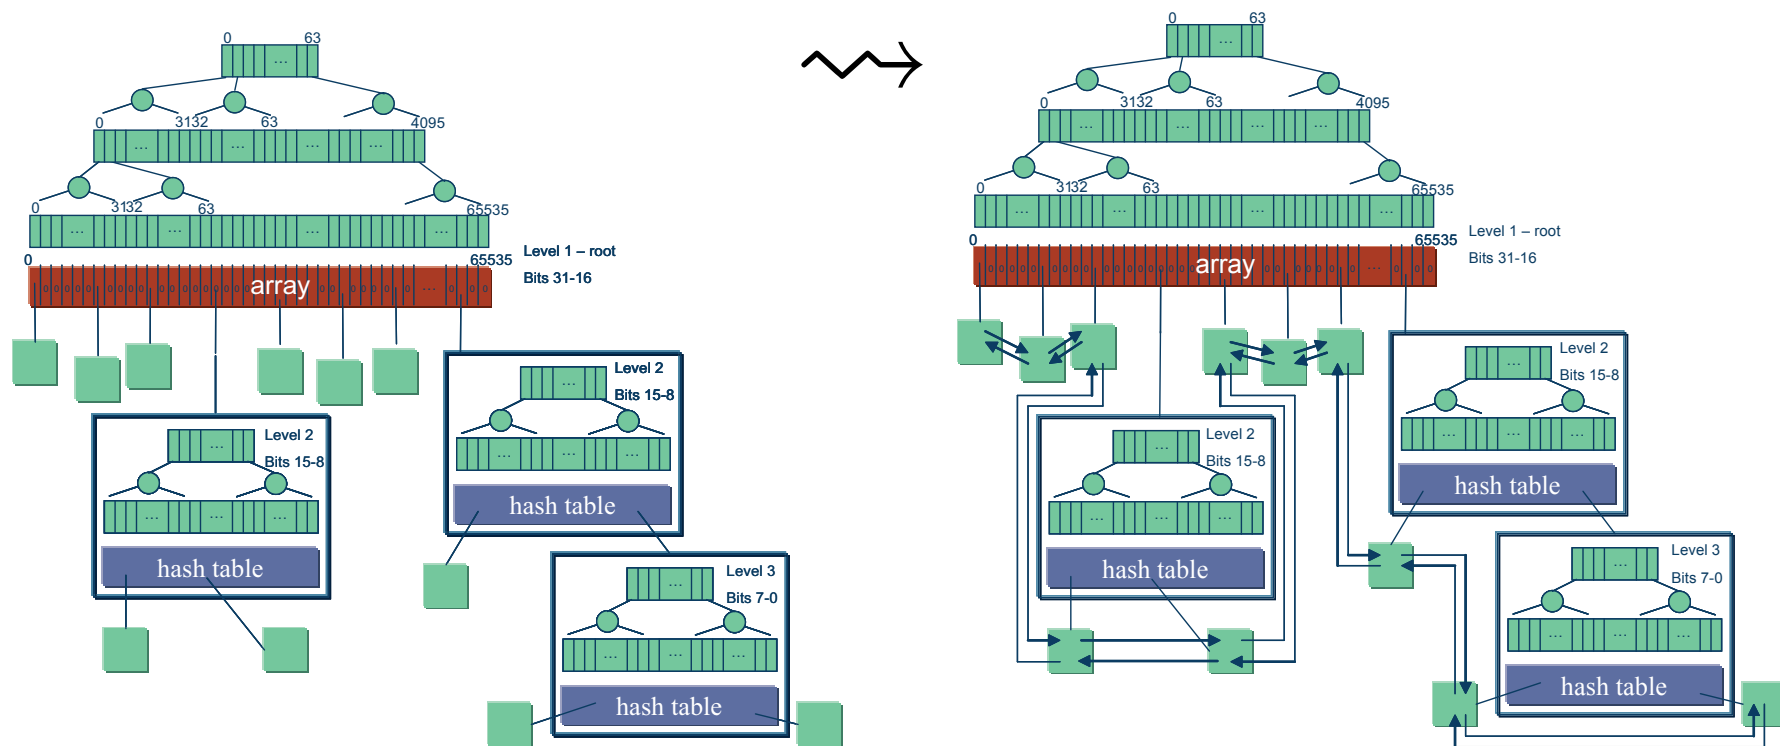 0 63
...
0 3132 63 4095
... ... ... ...
0 3132 63 65535
... ... ... ... ...
Level 1 – root
0 65535
Bits 31-16
array
...
Level 2
...
Bits 15-8
... ... ...
hash table
Level 2
...
Bits 15-8
... ... ...
hash table
Level 3
...
Bits 7-0
... ... ...
hash table
0 63
...
0 3132 63 4095
... ... ... ...
0 3132 63 65535
... ... ... ... ...
Level 1 – root
0 65535
Bits 31-16
array
...
Level 2
...
Bits 15-8
... ... ...
hash table
Level 2
...
Bits 15-8
... ... ...
hash table
Level 3
...
Bits 7-0
... ... ...
hash table